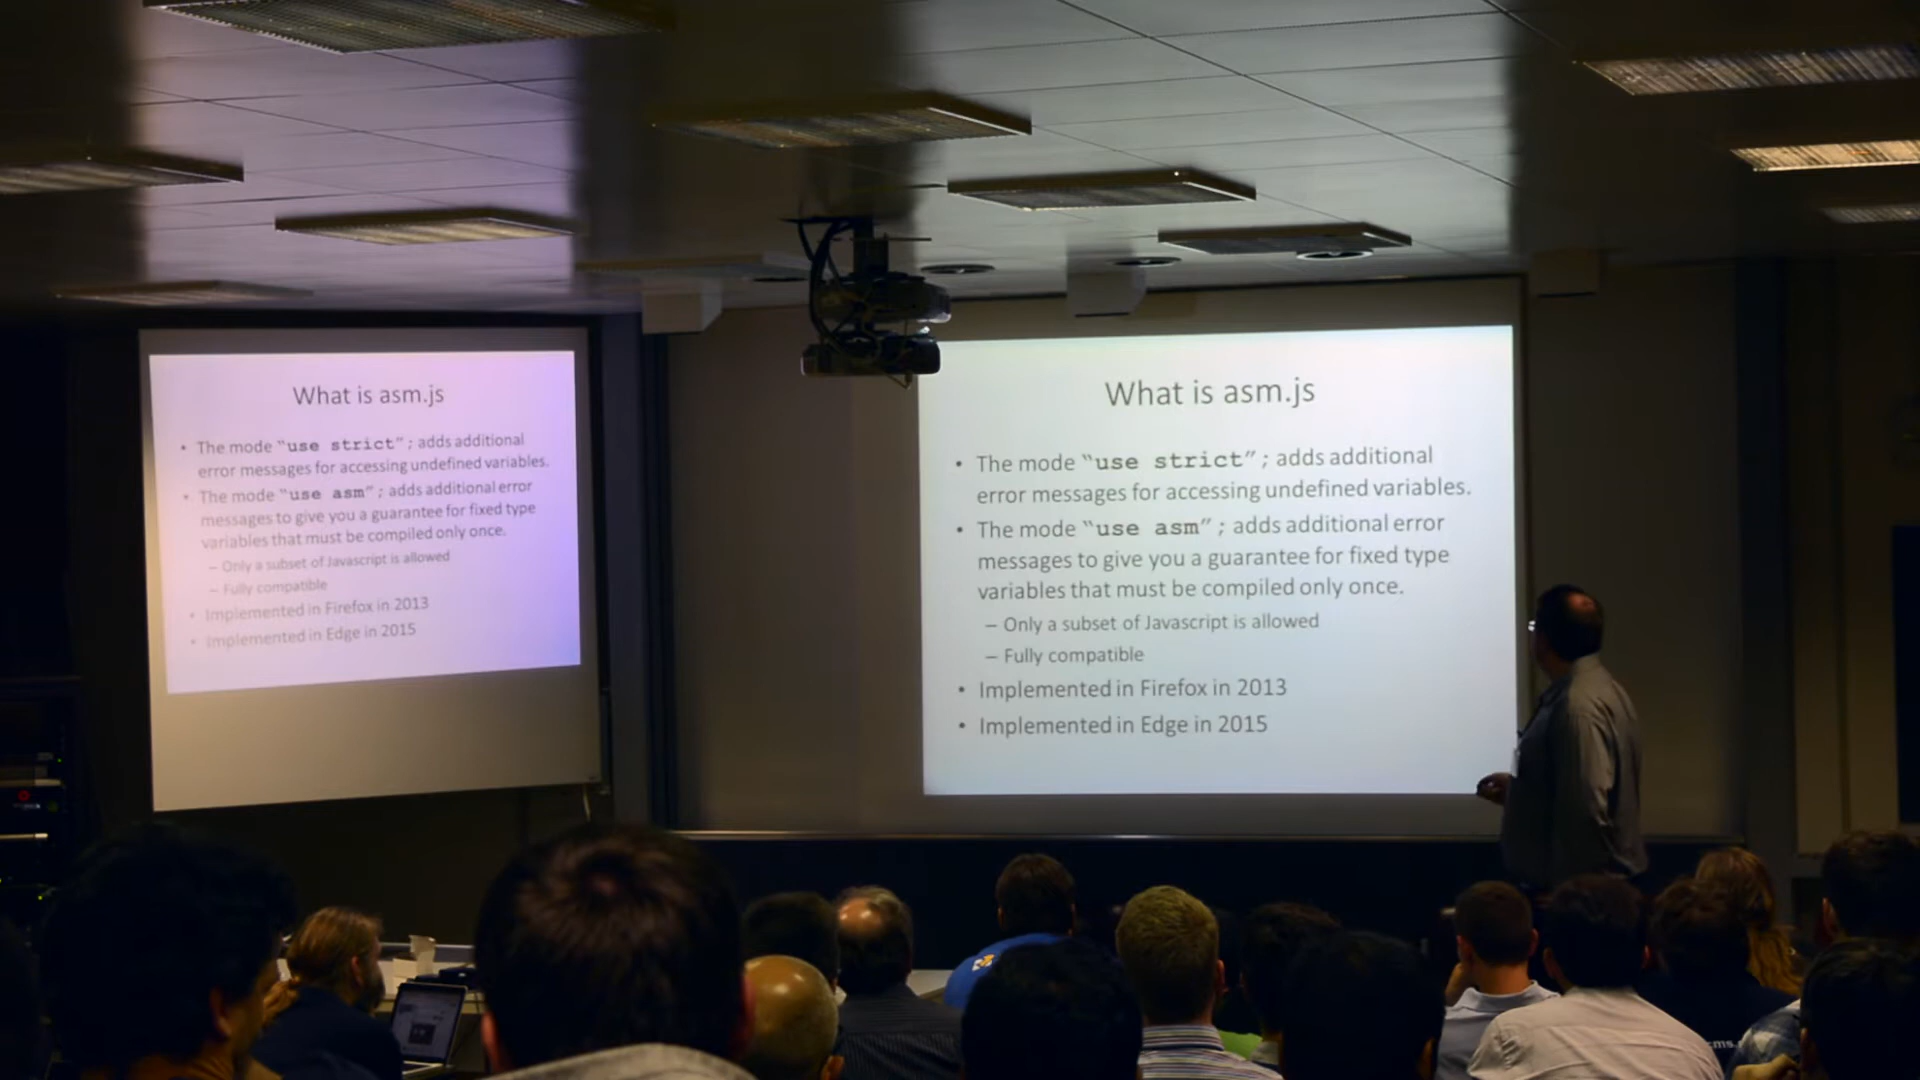 What is asm.js
• The mode “use strict”; adds additional
error messages for accessing undefined variables.
• The mode “use asm”; adds additional error
messages to give you a guarantee for fixed type
variables that must be compiled only once.
– Only a subset of Javascript is allowed
– Fully compatible
• Implemented in Firefox in 2013
• Implemented in Edge in 2015
What is asm.js
• The mode “use strict”; adds additional
error messages for accessing undefined variables.
• The mode “use asm”; adds additional error
messages to give you a guarantee for fixed type
variables that must be compiled only once.
– Only a subset of Javascript is allowed
– Fully compatible
• Implemented in Firefox in 2013
• Implemented in Edge in 2015